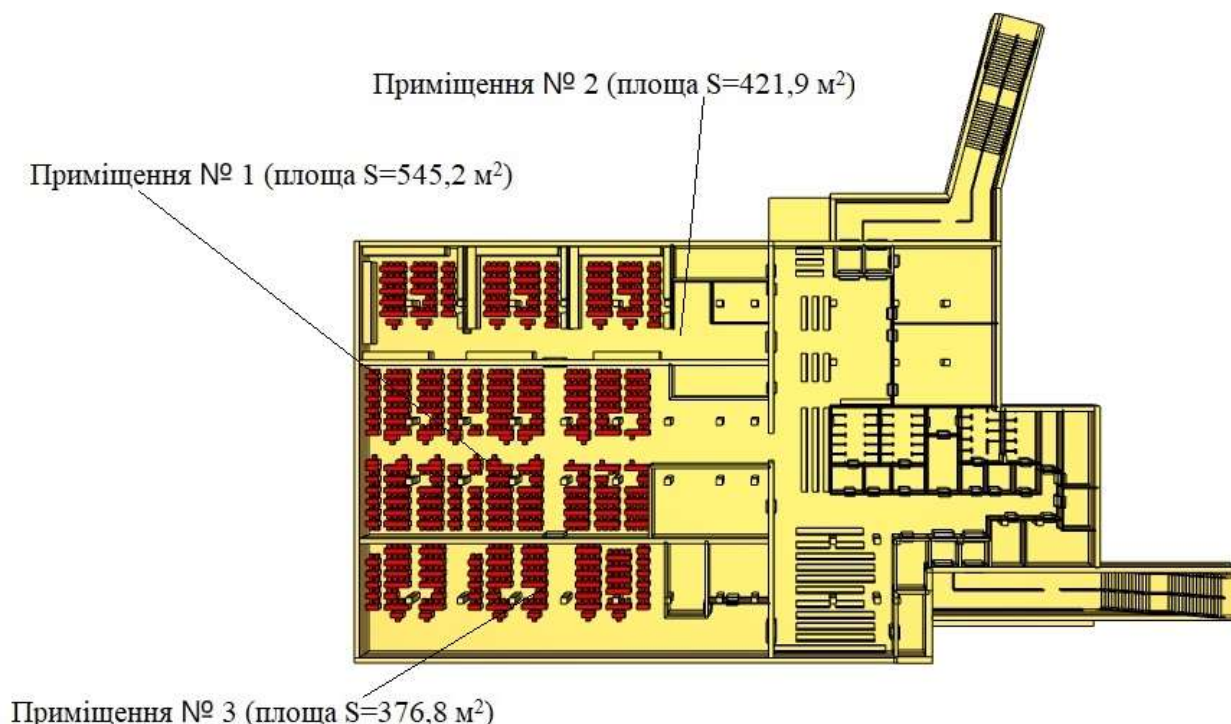 Приміщення № 2 (площа S=421,9 м²)
Приміщення № 1 (площа S=545,2 м²)
Приміщення № 3 (площа S=376,8 м²)